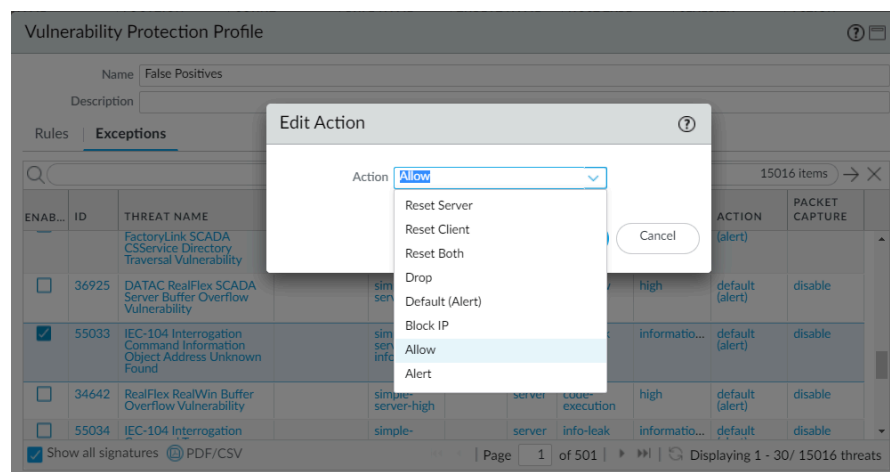 Vulnerability Protection Profile
Name False Positives
Description
Rules | Exceptions
15016 items
ENAB... ID THREAT NAME ACTION PACKET CAPTURE
FactoryLink SCADA CSService Directory Traversal Vulnerability (alert)
36925 DATAC RealFlex SCADA Server Buffer Overflow Vulnerability high default (alert) disable
55033 IEC-104 Interrogation Command Information Object Address Unknown Found informatio... default (alert) disable
34642 RealFlex RealWin Buffer Overflow Vulnerability simple-server-high server code-execution high default (alert) disable
55034 IEC-104 Interrogation simple- server info-leak informatio... default disable
Show all signatures PDF/CSV Page 1 of 501 Displaying 1 - 30/ 15016 threats
Edit Action
Action Allow
Reset Server
Reset Client
Reset Both
Drop
Default (Alert)
Block IP
Allow
Alert
Cancel